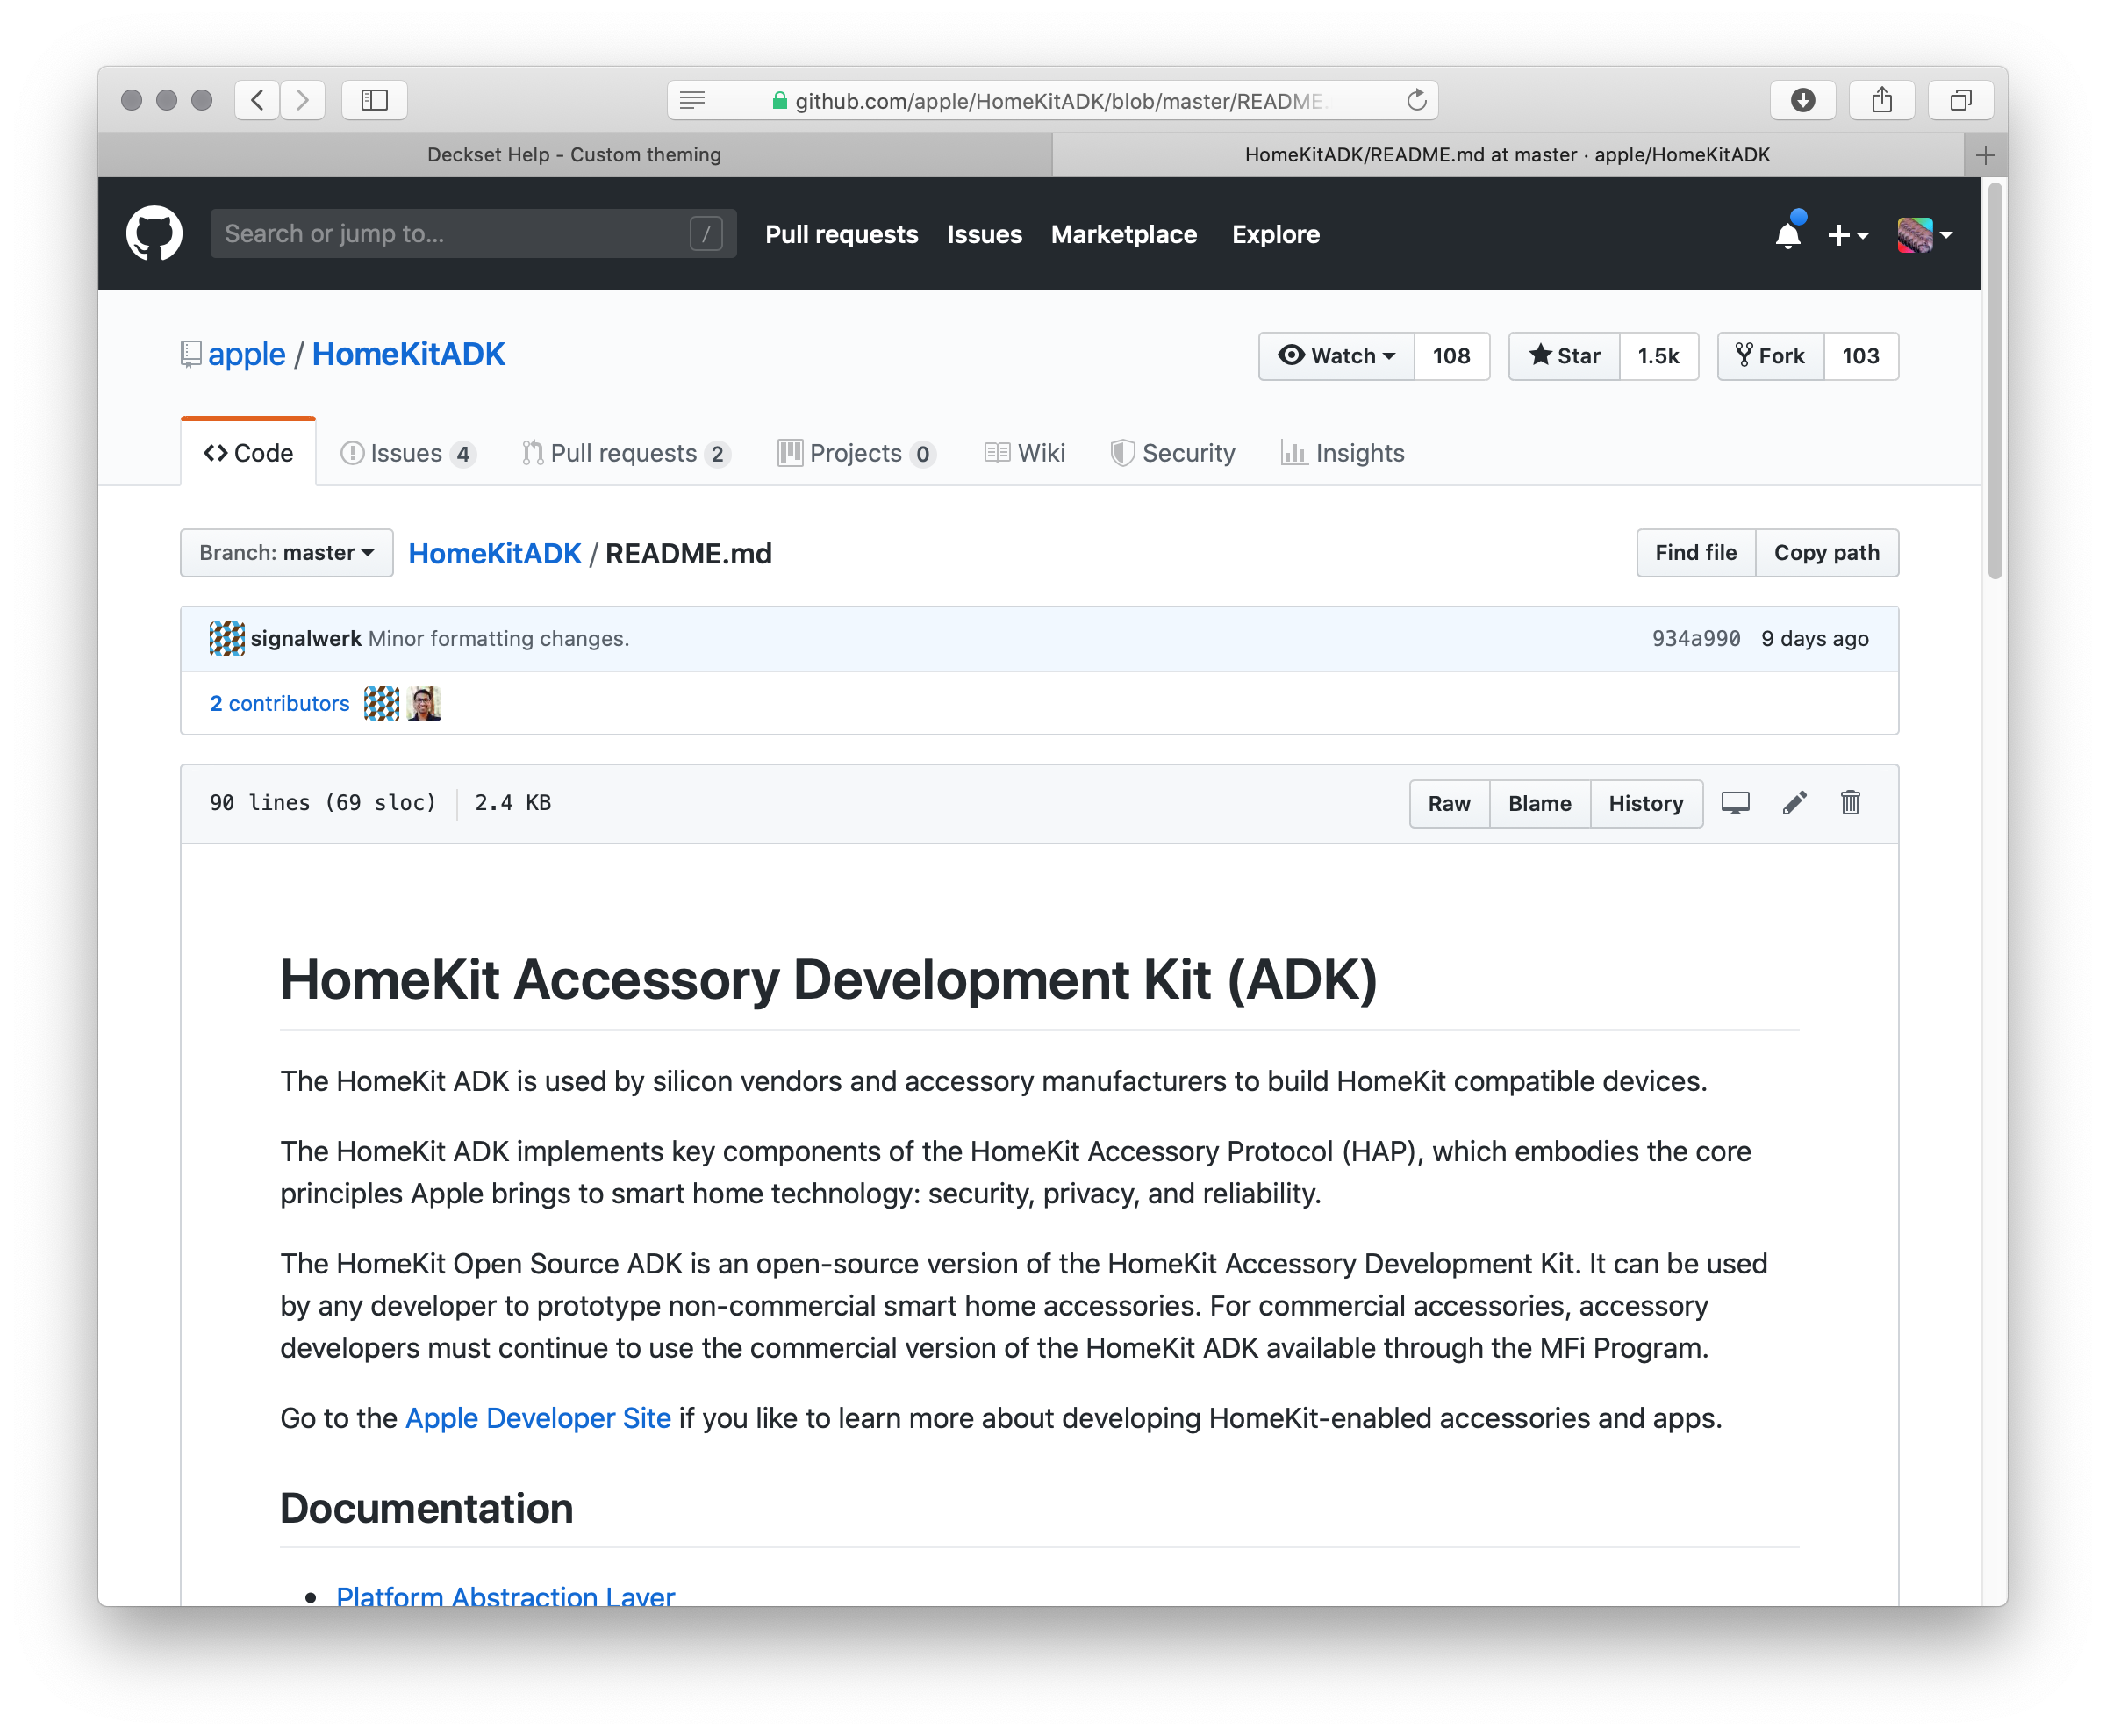 github.com/apple/HomeKitADK/blob/master/README.
Deckset Help - Custom theming
HomeKitADK/README.md at master · apple/HomeKitADK
Search or jump to...
/
Pull requests
Issues
Marketplace
Explore
apple / HomeKitADK
Watch 108
Star 1.5k
Fork 103
Code
Issues 4
Pull requests 2
Projects 0
Wiki
Security
Insights
Branch: master
HomeKitADK / README.md
Find file
Copy path
signalwerk Minor formatting changes.
934a990 9 days ago
2 contributors
90 lines (69 sloc) 2.4 KB
Raw
Blame
History
HomeKit Accessory Development Kit (ADK)
The HomeKit ADK is used by silicon vendors and accessory manufacturers to build HomeKit compatible devices.
The HomeKit ADK implements key components of the HomeKit Accessory Protocol (HAP), which embodies the core
principles Apple brings to smart home technology: security, privacy, and reliability.
The HomeKit Open Source ADK is an open-source version of the HomeKit Accessory Development Kit. It can be used
by any developer to prototype non-commercial smart home accessories. For commercial accessories, accessory
developers must continue to use the commercial version of the HomeKit ADK available through the MFi Program.
Go to the Apple Developer Site if you like to learn more about developing HomeKit-enabled accessories and apps.
Documentation
• Platform Abstraction Layer